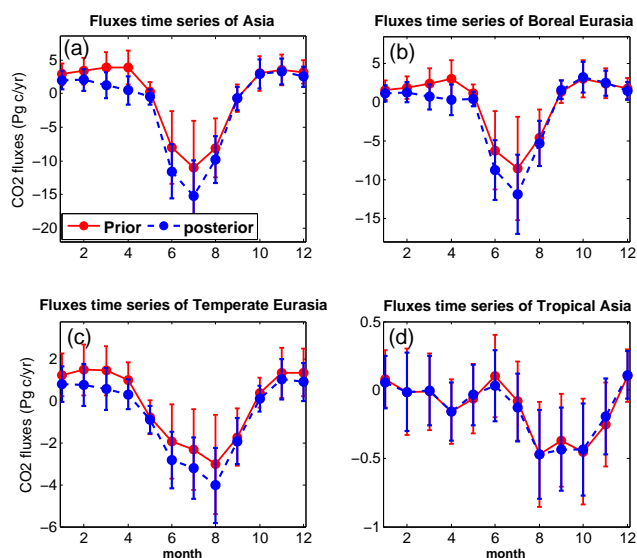 Fluxes time series of Asia
(a)
CO2 fluxes (Pg c/yr)
5
0
−5
−10
−15
−20
2 4 6 8 10 12
Prior posterior
Fluxes time series of Boreal Eurasia
(b)
5
0
−5
−10
−15
2 4 6 8 10 12
Fluxes time series of Temperate Eurasia
(c)
CO2 fluxes (Pg c/yr)
4
2
0
−2
−4
−6
2 4 6 8 10 12
month
Fluxes time series of Tropical Asia
(d)
0.5
0
−0.5
−1
2 4 6 8 10 12
month